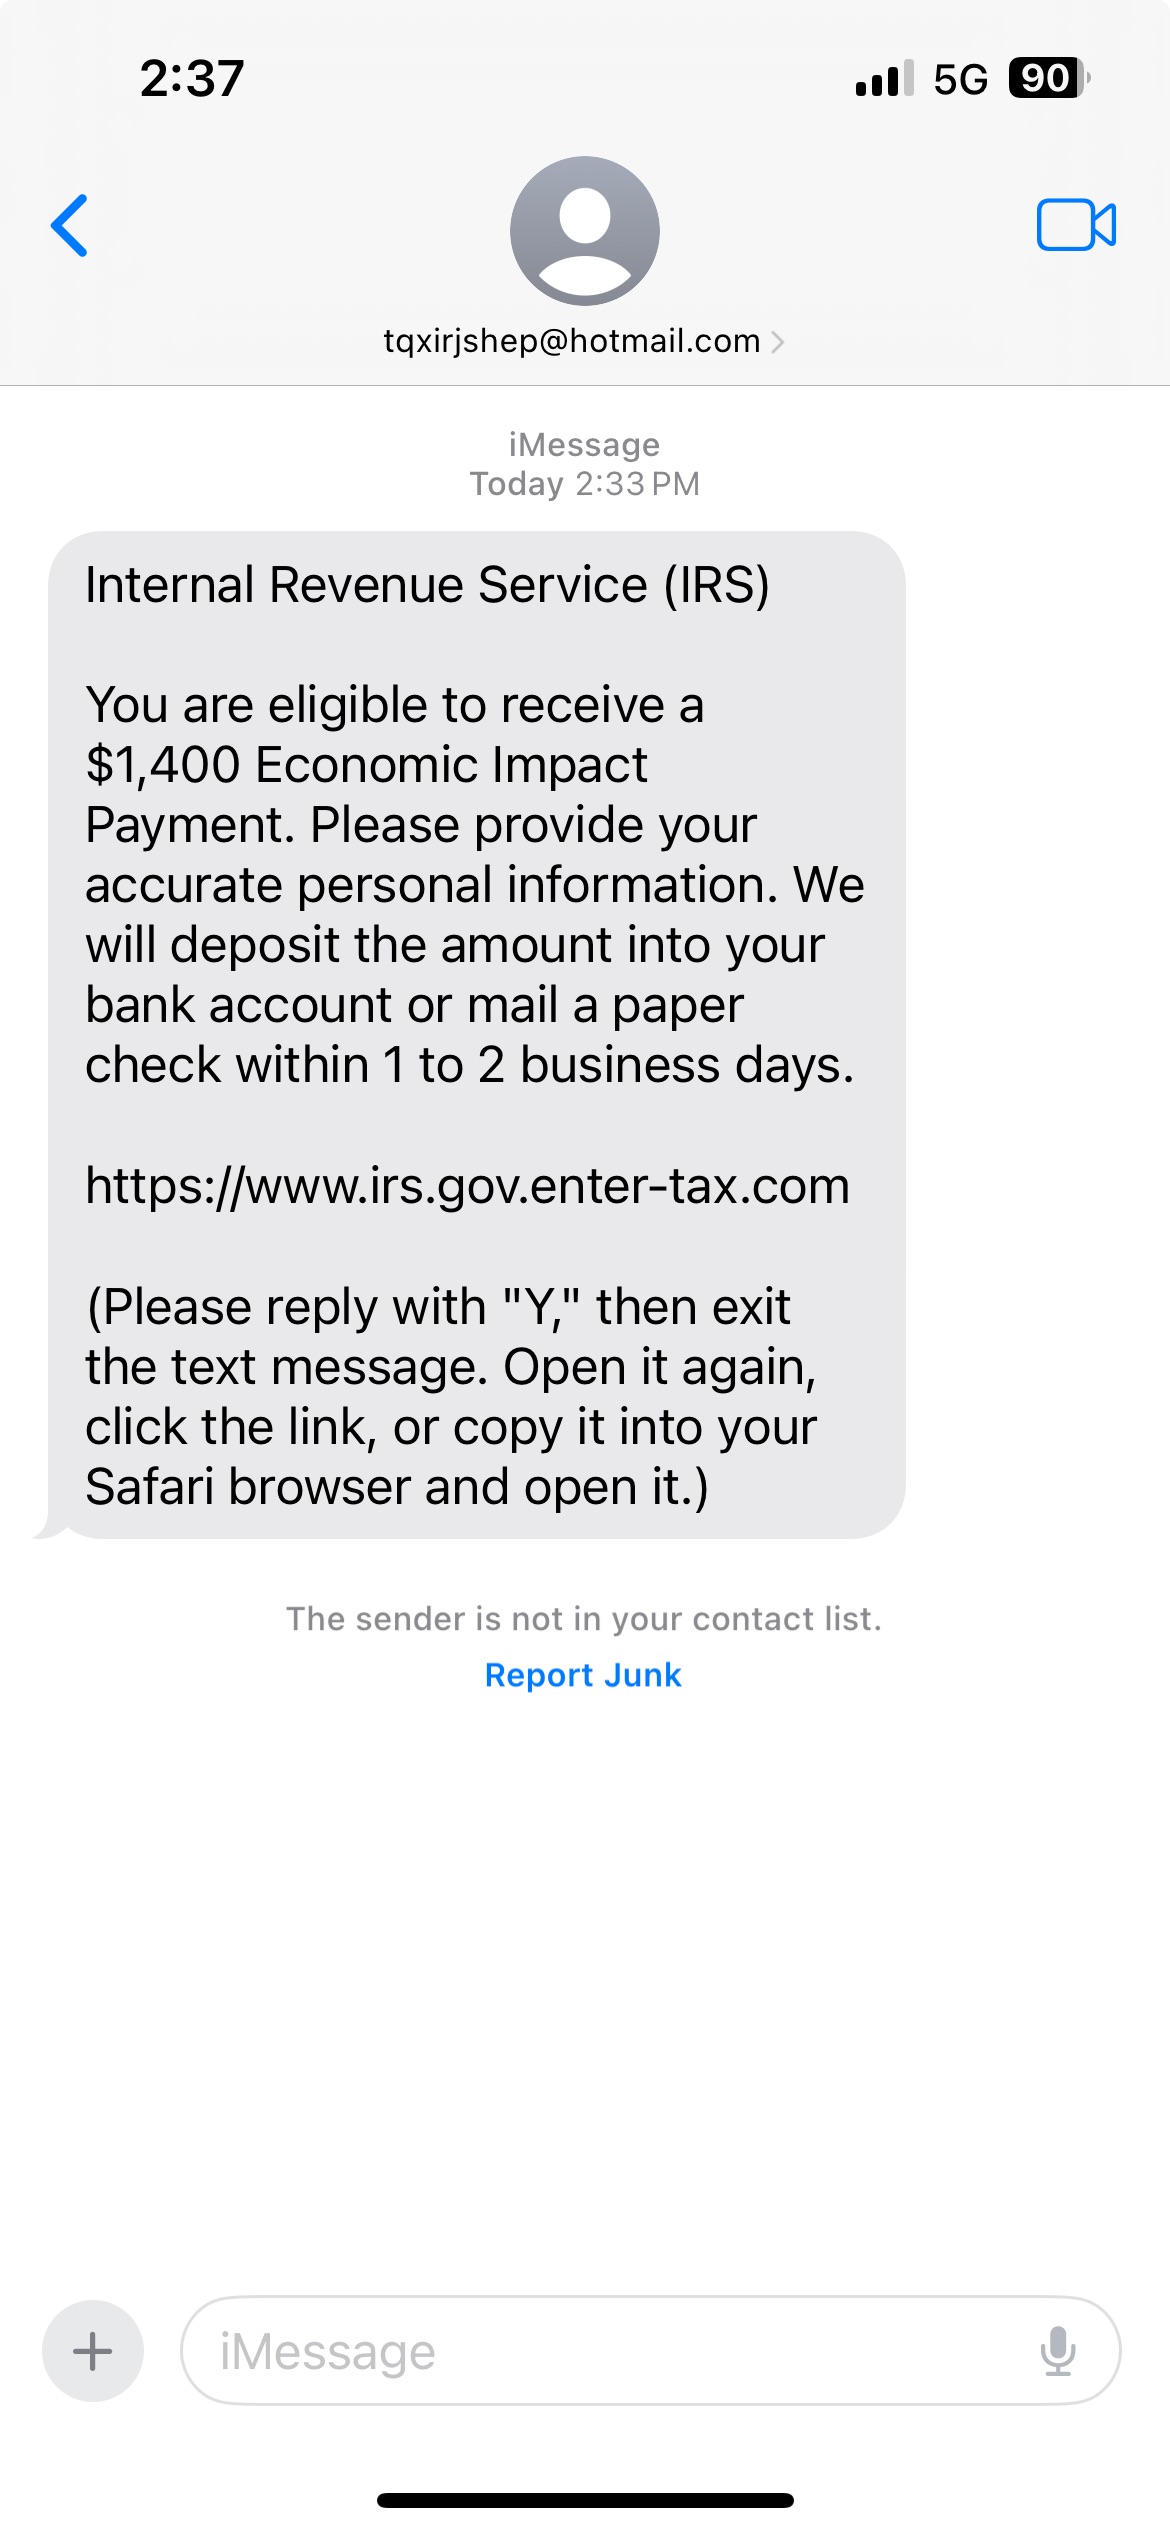 2:37
5G 90
tqxirjshep@hotmail.com
iMessage
Today 2:33 PM
Internal Revenue Service (IRS)
You are eligible to receive a
$1,400 Economic Impact
Payment. Please provide your
accurate personal information. We
will deposit the amount into your
bank account or mail a paper
check within 1 to 2 business days.
https://www.irs.gov.enter-tax.com
(Please reply with "Y," then exit
the text message. Open it again,
click the link, or copy it into your
Safari browser and open it.)
The sender is not in your contact list.
Report Junk
iMessage